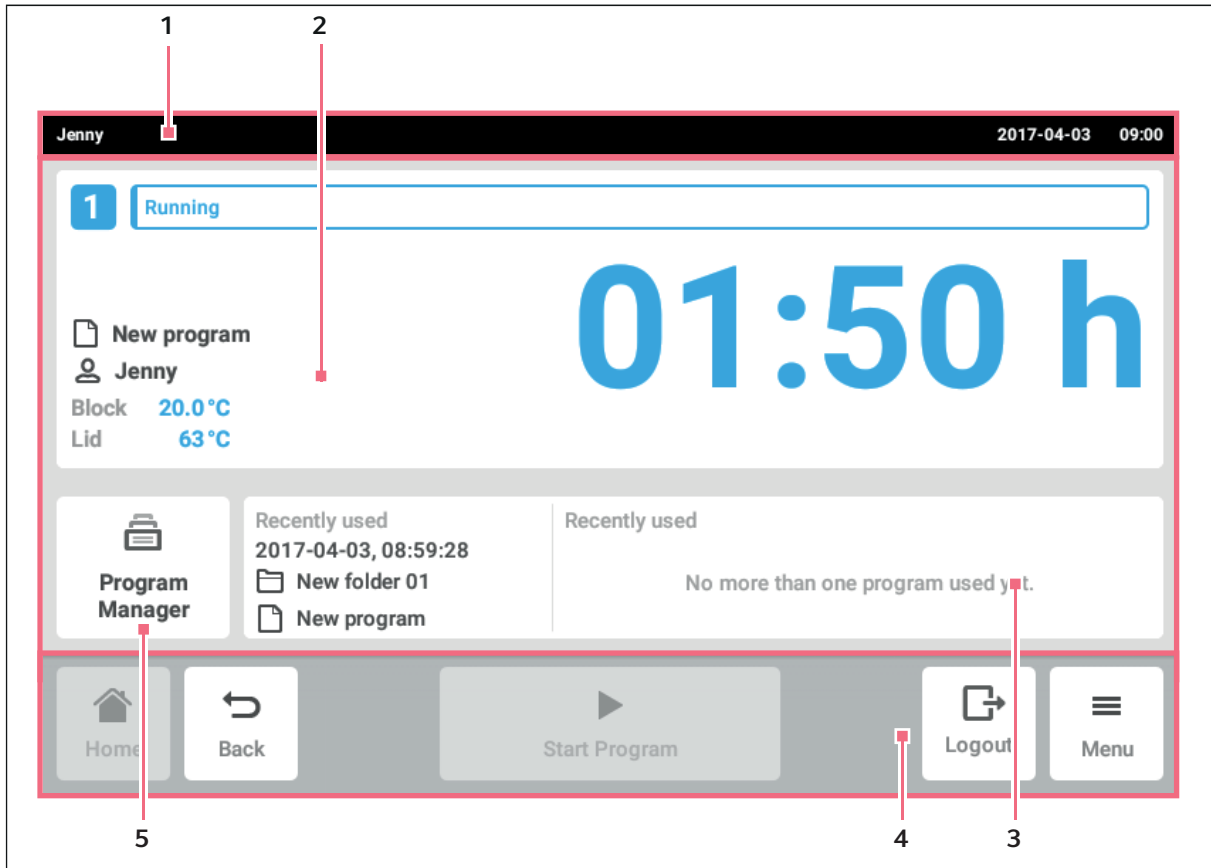 1 2
Jenny 2017-04-03 09:00
1 Running
01:50 h
New program
Jenny
Block 20.0 °C
Lid 63 °C
Program
Manager
Recently used
2017-04-03, 08:59:28
New folder 01
New program
Recently used
No more than one program used yet.
Home
Back
Start Program
Logout
Menu
5 4 3